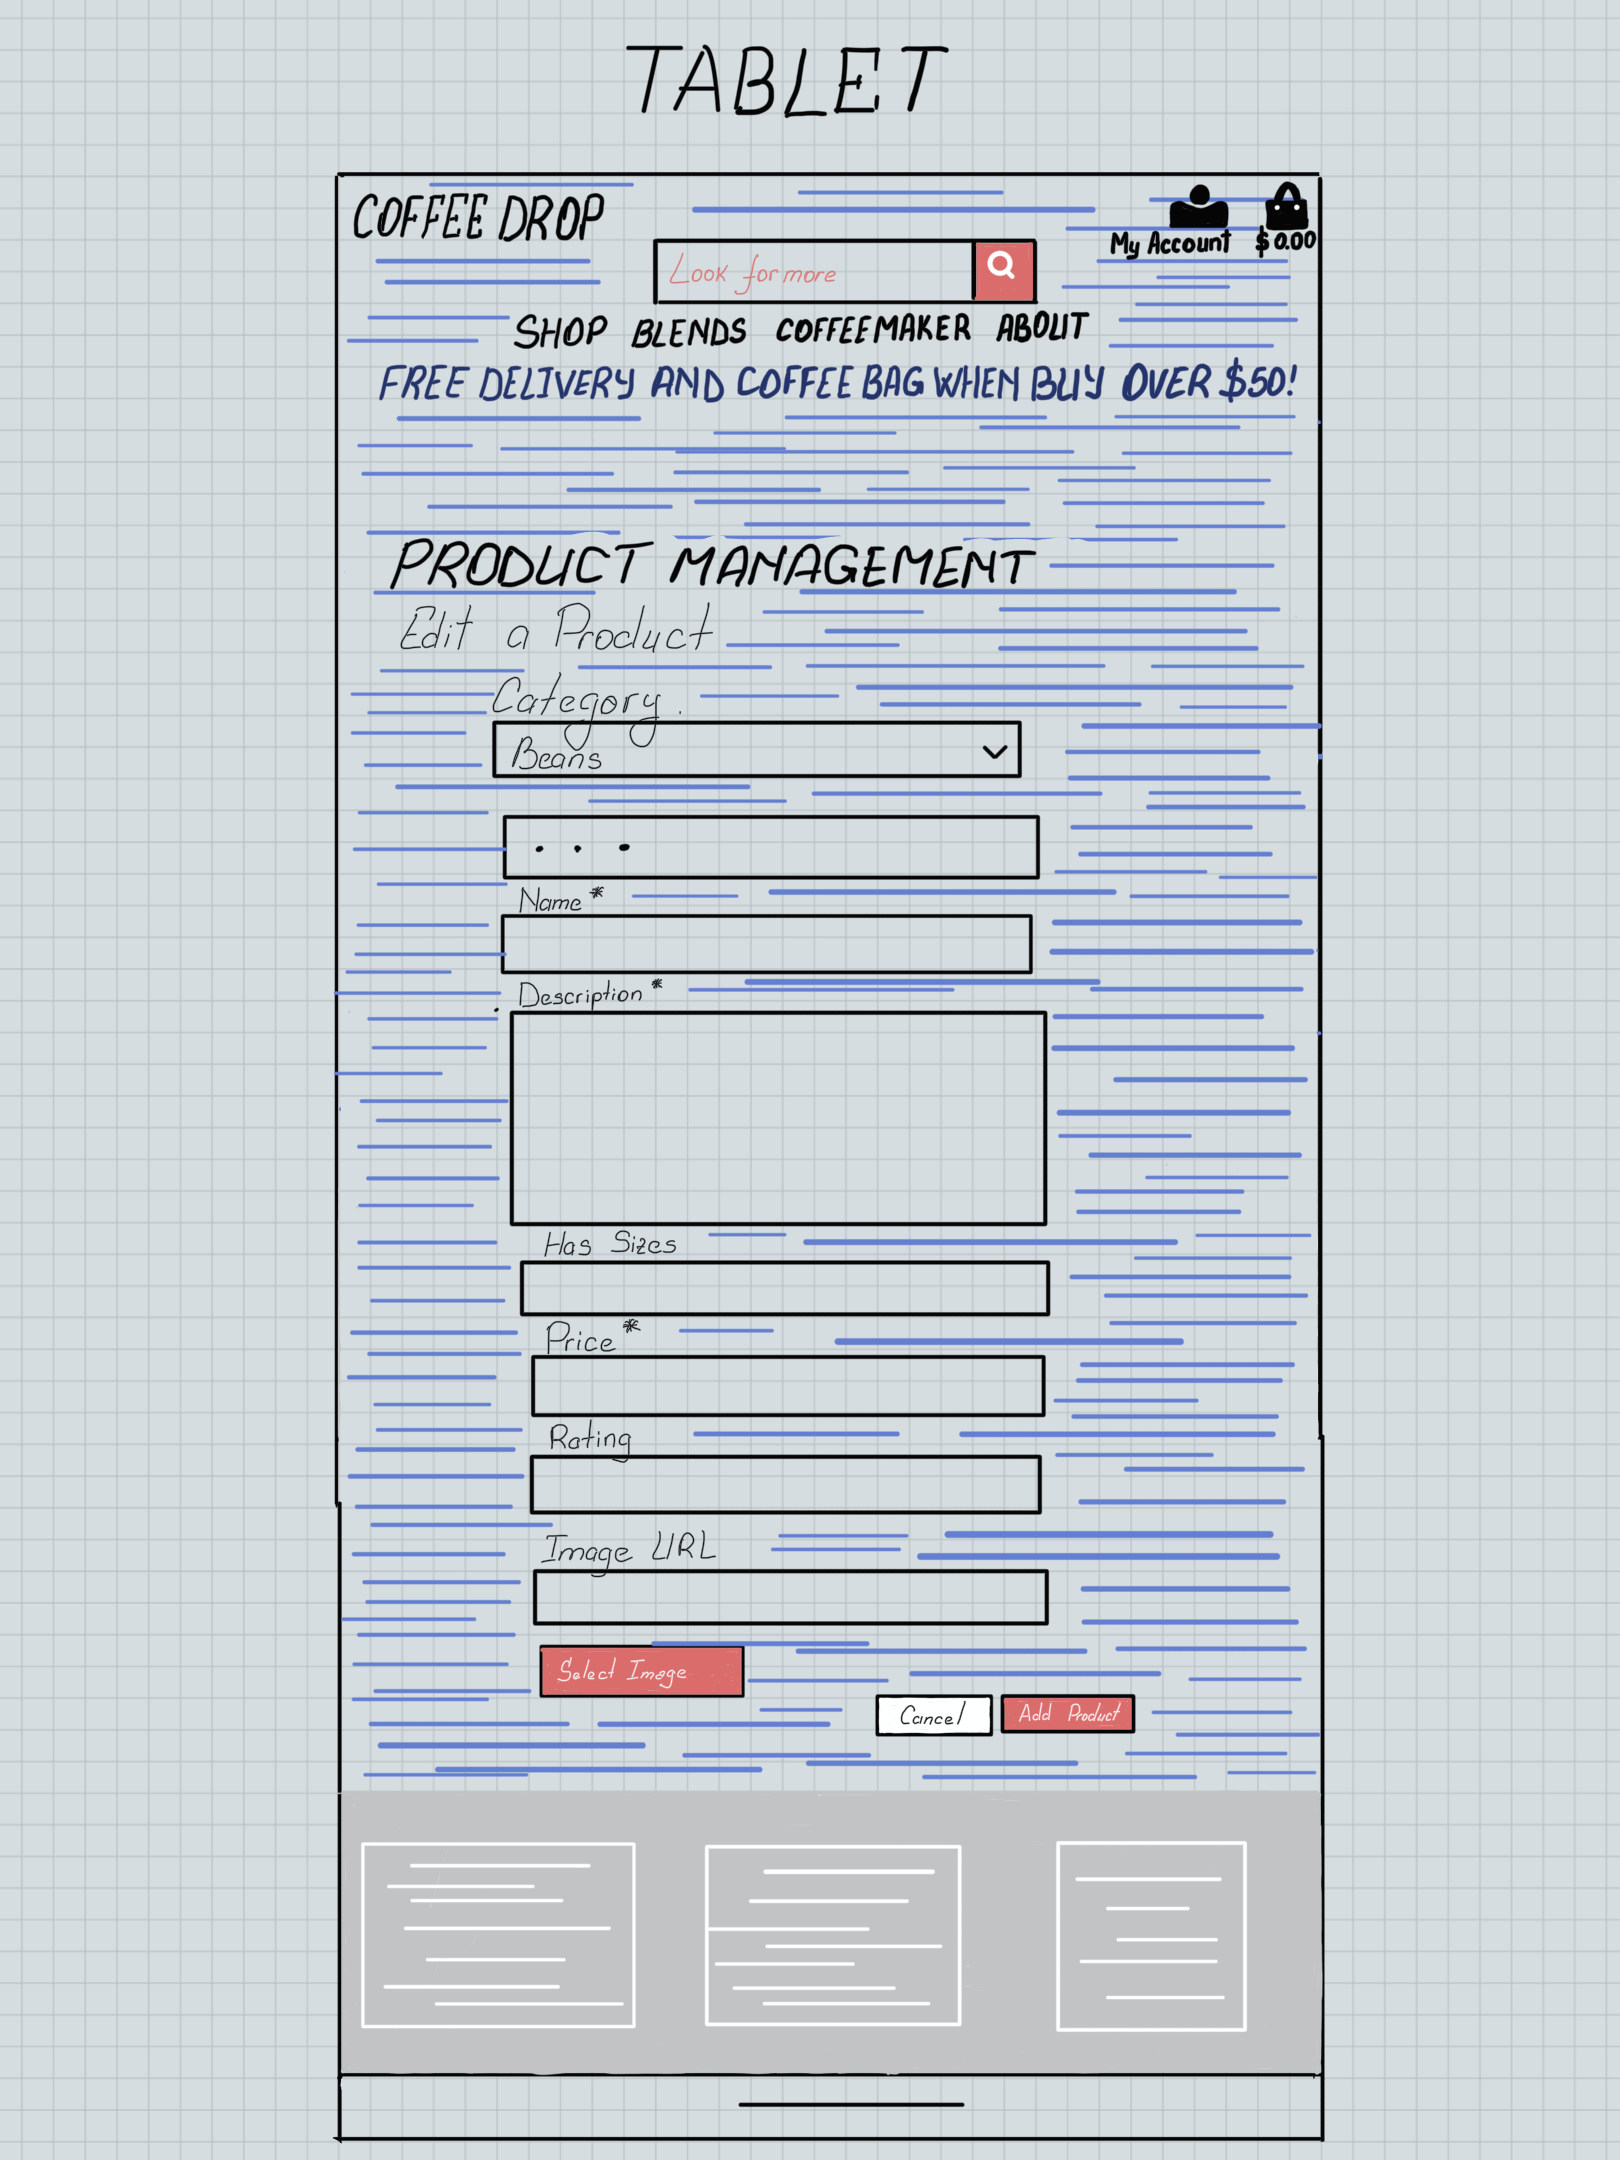 TABLET
COFFEE DROP
My Account $0.00
Look for more
SHOP BLENDS COFFEEMAKER ABOUT
FREE DELIVERY AND COFFEE BAG WHEN BUY OVER $50!
PRODUCT MANAGEMENT
Edit a Product
Category.
Beans
. . .
Name*
Description*
Has Sizes
Price*
Rating
Image URL
Select Image
Cancel Add Product